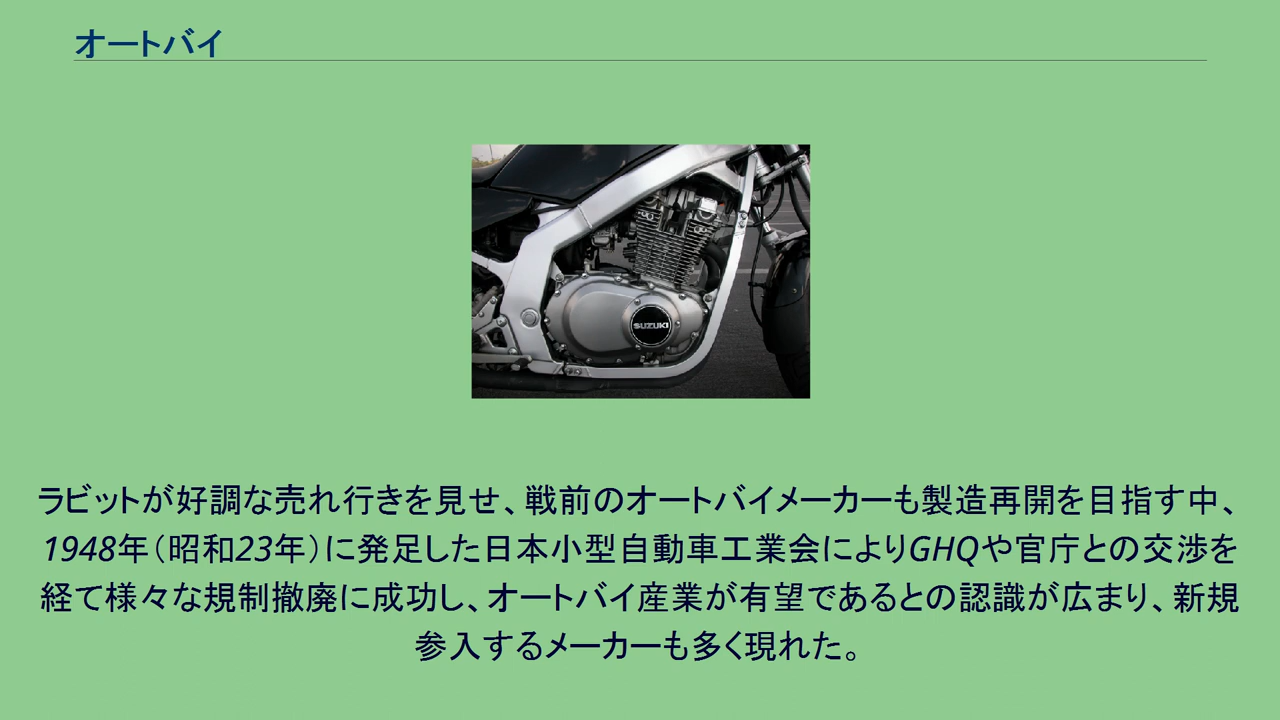 オートバイ
SUZUKI
ラビットが好調な売れ行きを見せ、戦前のオートバイメーカーも製造再開を目指す中、
1948年（昭和23年）に発足した日本小型自動車工業会によりGHQや官庁との交渉を
経て様々な規制撤廃に成功し、オートバイ産業が有望であるとの認識が広まり、新規
参入するメーカーも多く現れた。